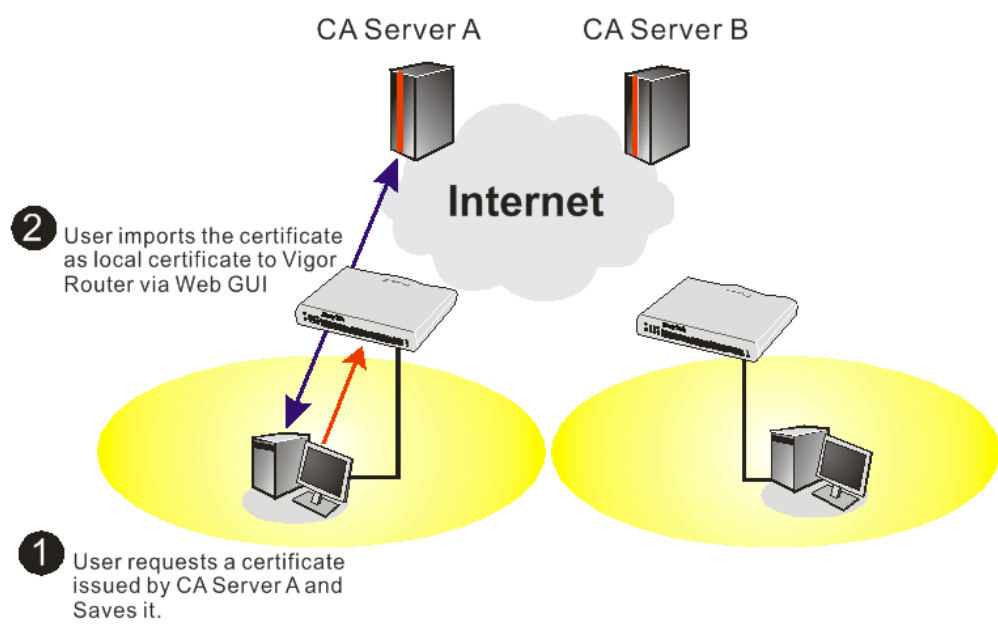 CA Server A
CA Server B
Internet
2
User imports the certificate
as local certificate to Vigor
Router via Web GUI
1
User requests a certificate
issued by CA Server A and
Saves it.